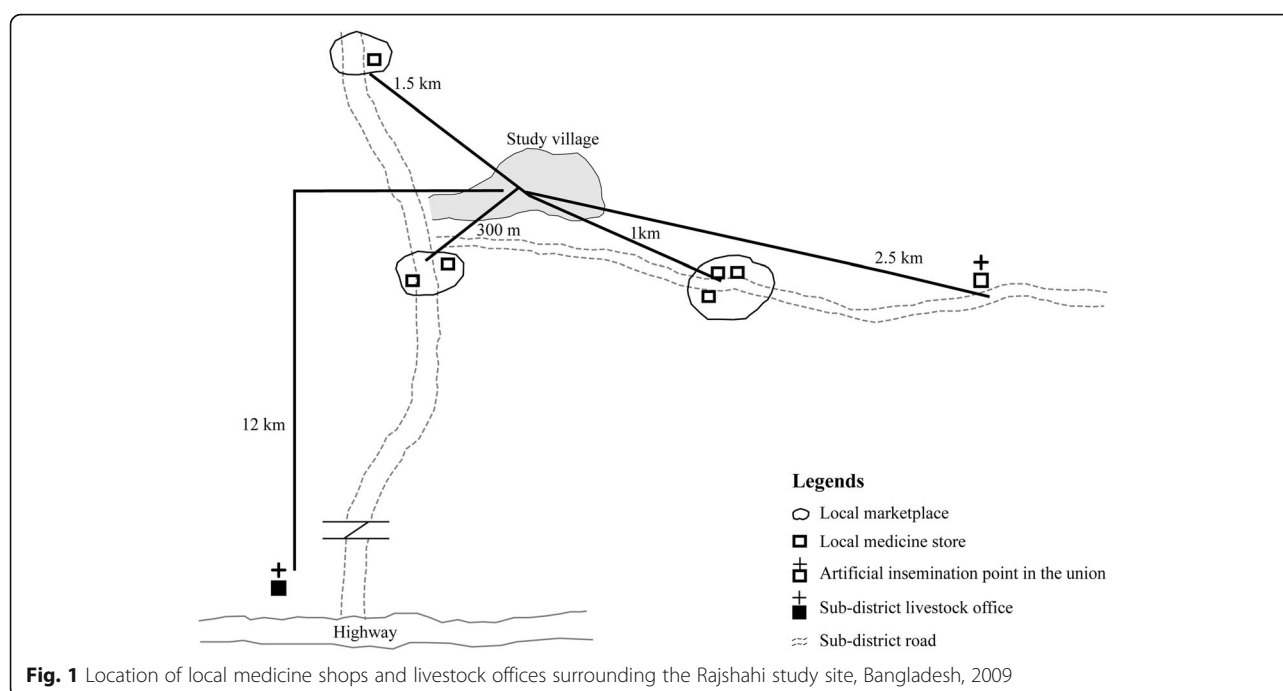 1.5 km
Study village
300 m
1km
2.5 km
12 km
Legends
Local marketplace
Local medicine store
Artificial insemination point in the union
Sub-district livestock office
Sub-district road
Highway
Fig. 1 Location of local medicine shops and livestock offices surrounding the Rajshahi study site, Bangladesh, 2009